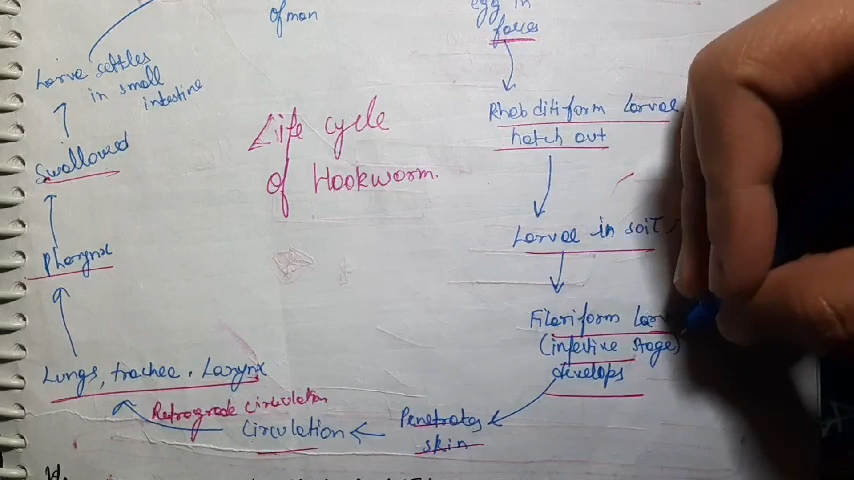 of man
egg in
faeces
Rhabditiform Larvae
hatch out
Larvae in soil
Filariform
(infective stage)
develops
Penetrates
skin
Circulation
Retrograde circulation
Lungs, trachea, Larynx
Pharynx
Swallowed
Larva settles
in small
intestine
Life cycle
of Hookworm.